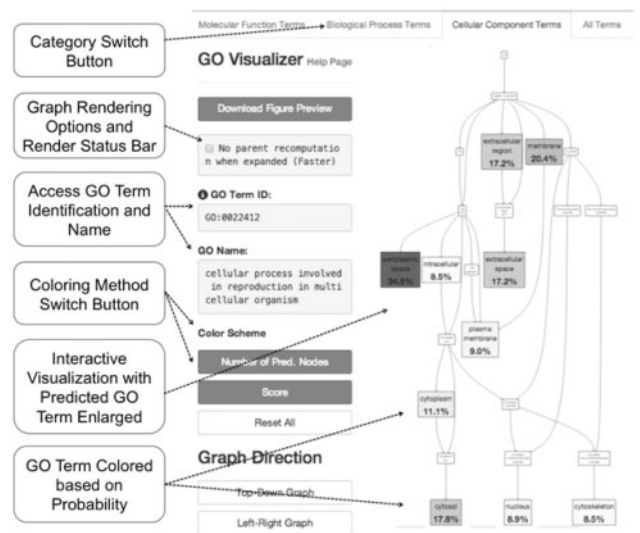 Molecular Function Terms
Biological Process Terms
Cellular Component Terms
All Terms
Category Switch
Button
GO Visualizer Help Page
Download Figure Preview
Graph Rendering
Options and
Render Status Bar
No parent recomputatio
n when expanded (Faster)
Access GO Term
Identification and
Name
GO Term ID:
GO:0022412
GO Name:
cellular process involved
in reproduction in multi
cellular organism
Coloring Method
Switch Button
Color Scheme
Number of Pred. Nodes
Score
Reset All
Interactive
Visualization with
Predicted GO
Term Enlarged
GO Term Colored
based on
Probability
Graph Direction
Top-Down Graph
Left-Right Graph
extracellular
region
17.2%
membrane
20.4%
periplasmic
space
34.5%
intracellular
8.5%
extracellular
space
17.2%
plasma
membrane
9.0%
cytoplasm
11.1%
cytosol
17.8%
nucleus
8.9%
cytoskeleton
8.5%